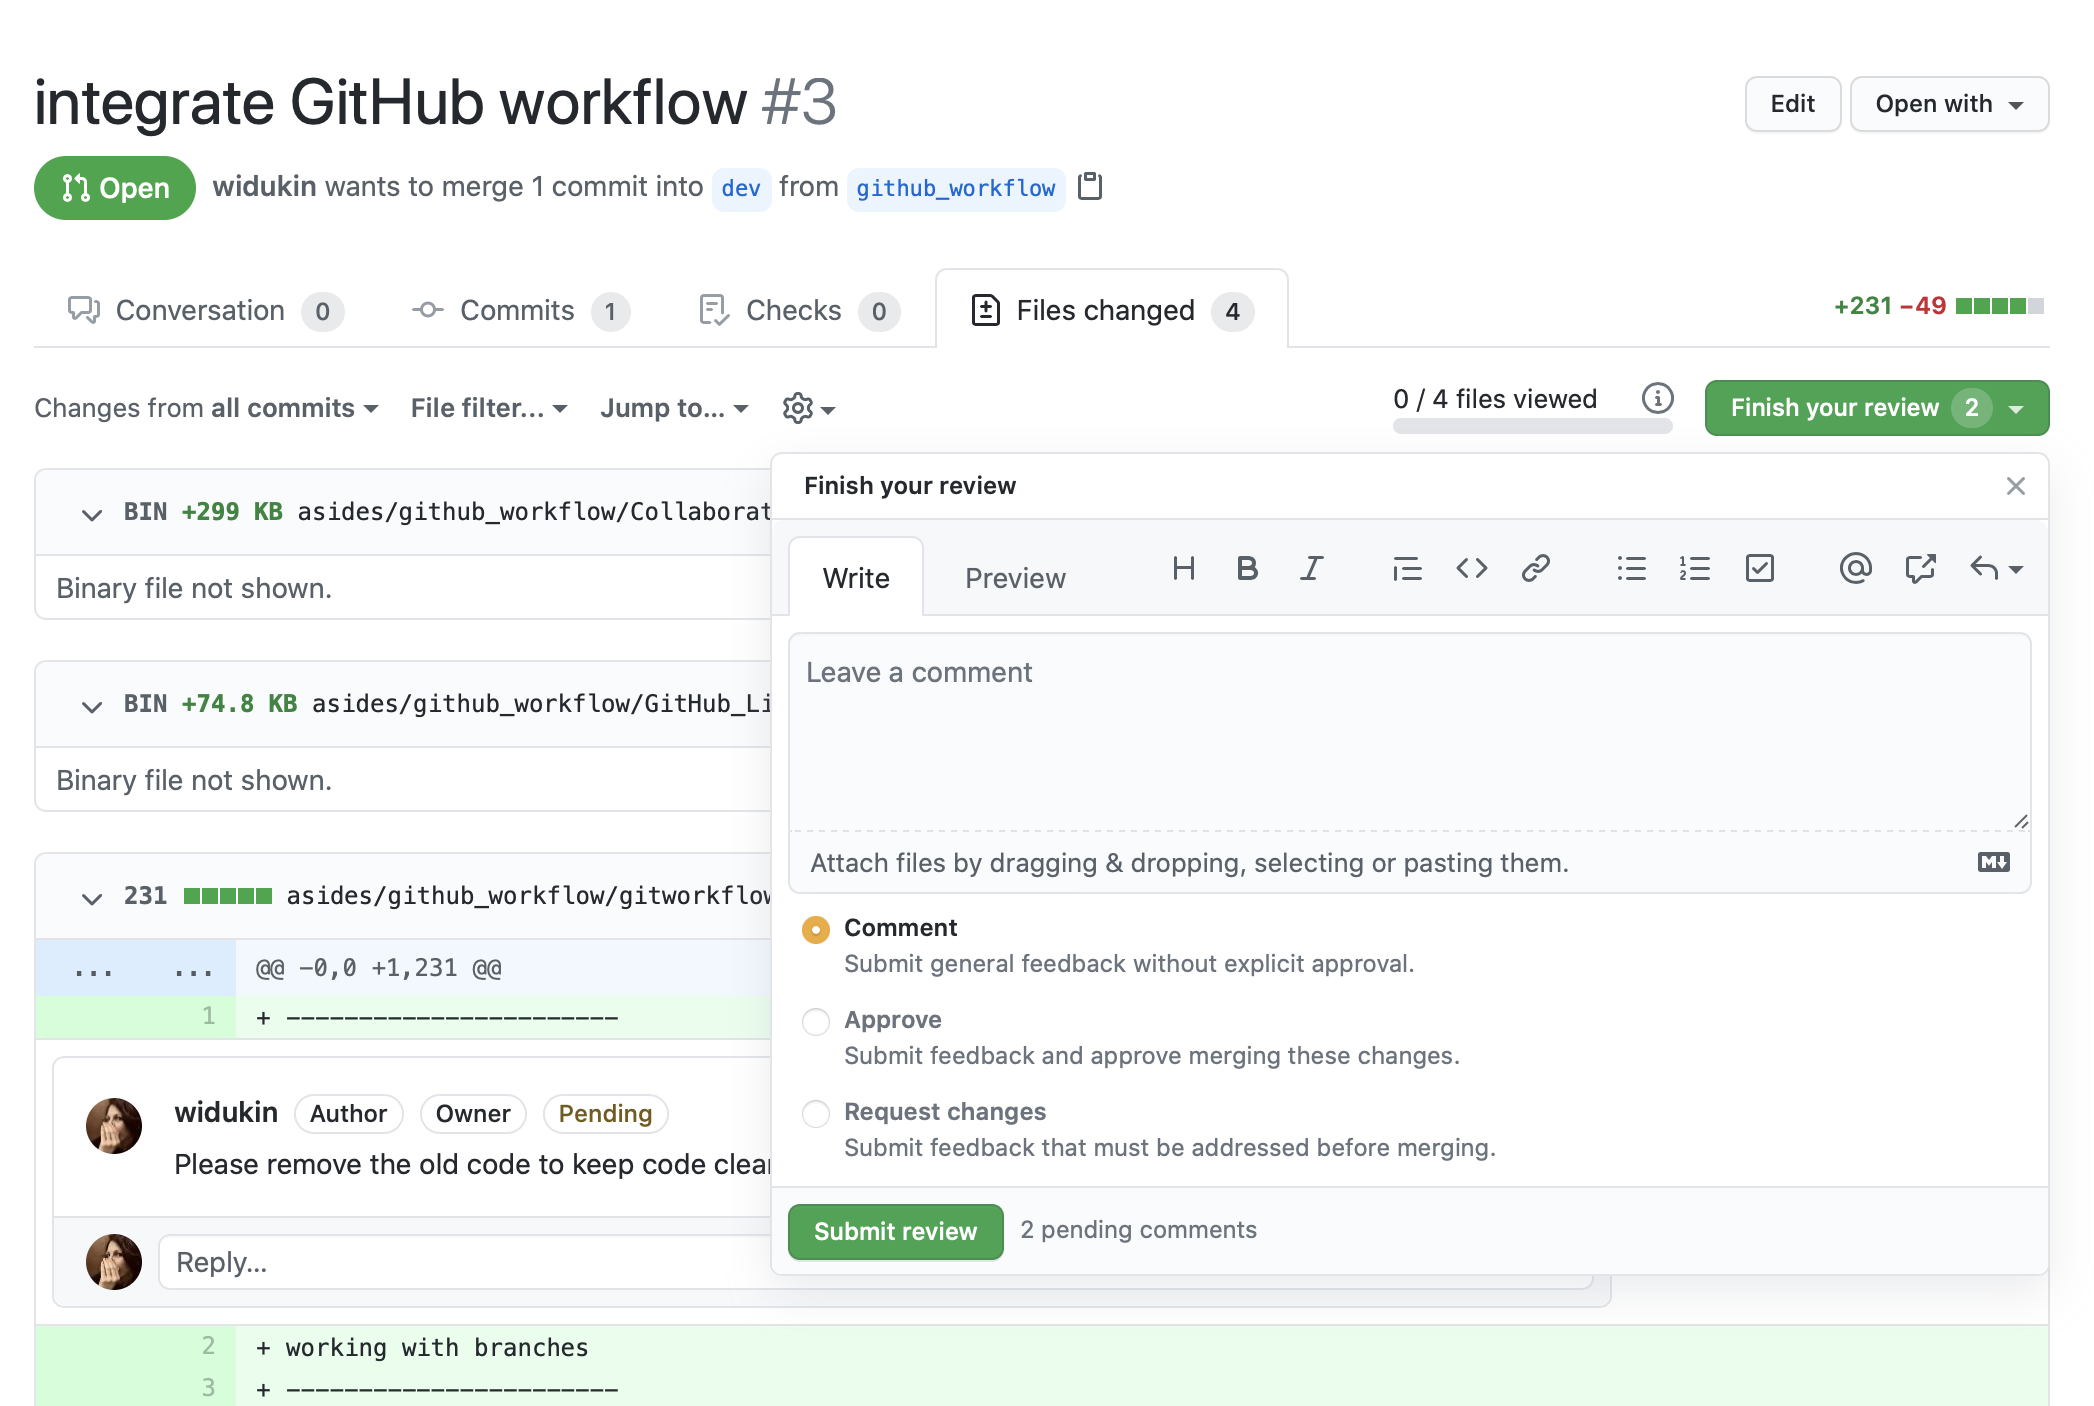 integrate GitHub workflow #3
Edit
Open with
Open
widukin wants to merge 1 commit into dev from github_workflow
Conversation 0
Commits 1
Checks 0
Files changed 4
+231 −49
Changes from all commits
File filter...
Jump to...
0 / 4 files viewed
Finish your review 2
BIN +299 KB asides/github_workflow/Collaborat
Binary file not shown.
BIN +74.8 KB asides/github_workflow/GitHub_Li
Binary file not shown.
231 asides/github_workflow/gitworkflow
... ... @@ -0,0 +1,231 @@
1 + -----------------------
widukin Author Owner Pending
Please remove the old code to keep code clean
Reply...
2 + working with branches
3 + -----------------------
Finish your review
Write
Preview
Leave a comment
Attach files by dragging & dropping, selecting or pasting them.
Comment
Submit general feedback without explicit approval.
Approve
Submit feedback and approve merging these changes.
Request changes
Submit feedback that must be addressed before merging.
Submit review
2 pending comments